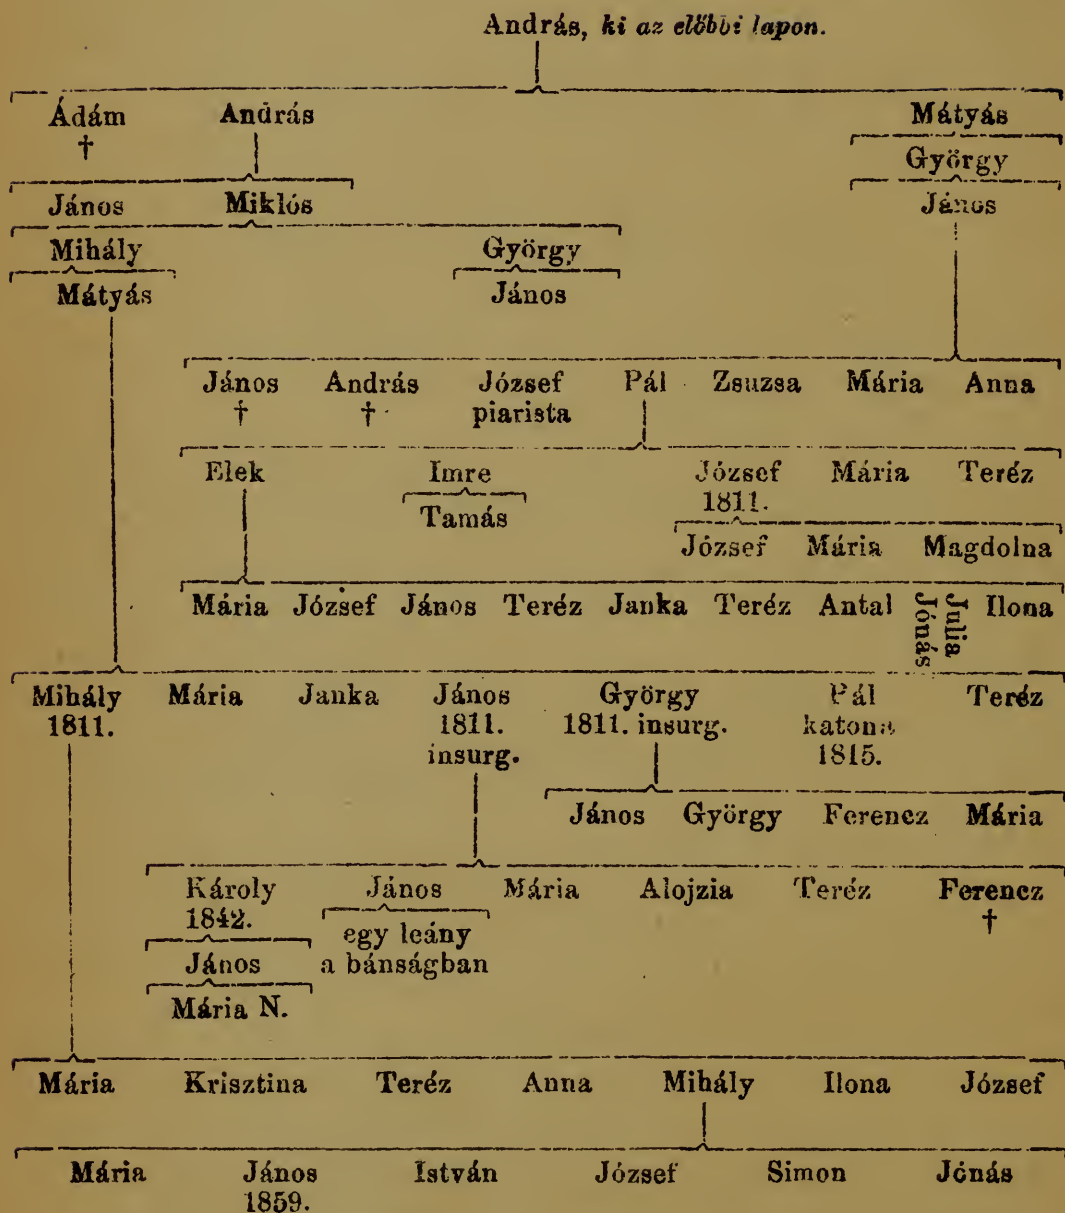 András, ki az előbbi lapon.
Ádám András Mátyás
†
György
János Miklós János
Mihály György
Mátyás János
János András József Pál Zsuzsa Mária Anna
† † piarista
Elek Imre József Mária Teréz
1811.
Tamás
József Mária Magdolna
Mária József János Teréz Janka Teréz Antal Julia Jónás Ilona
Mihály Mária Janka János György Pál Teréz
1811. 1811. 1811. insurg. katona
insurg. 1815.
János György Ferencz Mária
Károly János Mária Alojzia Teréz Ferencz
1842. †
egy leány
János a bánságban
Mária N.
Mária Krisztina Teréz Anna Mihály Ilona József
Mária János István József Simon Jónás
1859.